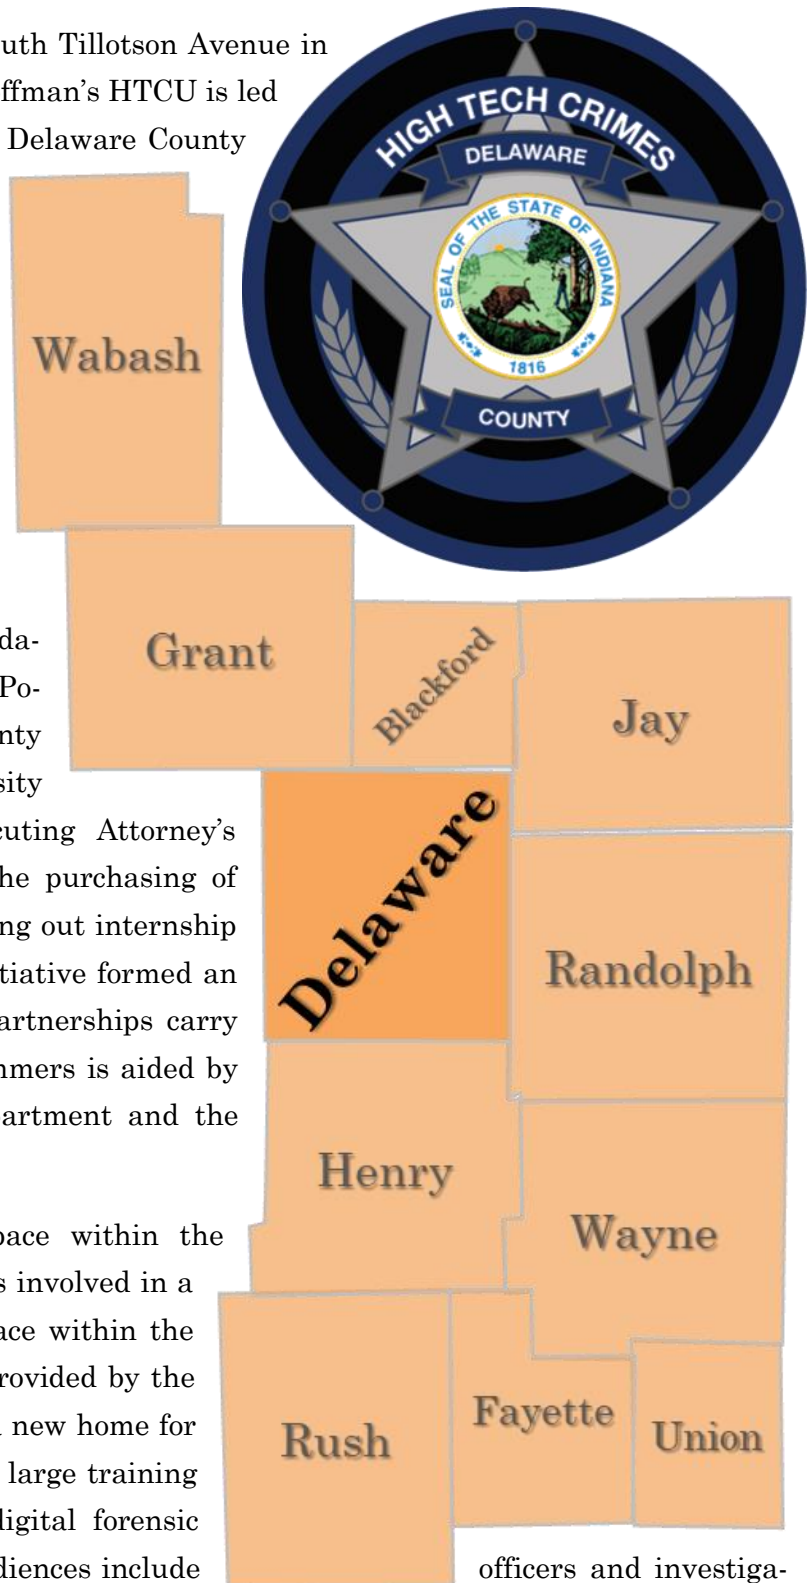 uth Tillotson Avenue in
ffman's HTCU is led
Delaware County
HIGH TECH CRIMES
DELAWARE
SEAL OF THE STATE OF INDIANA
1816
COUNTY
Wabash
Grant
Blackford
Jay
da-
Po-
nty
sity
cuting Attorney's
he purchasing of
ng out internship
tiative formed an
artnerships carry
mmers is aided by
partment and the
Delaware
Randolph
Henry
Wayne
pace within the
s involved in a
ace within the
rovided by the
new home for
large training
digital forensic
diences include
Rush
Fayette
Union
officers and investiga-